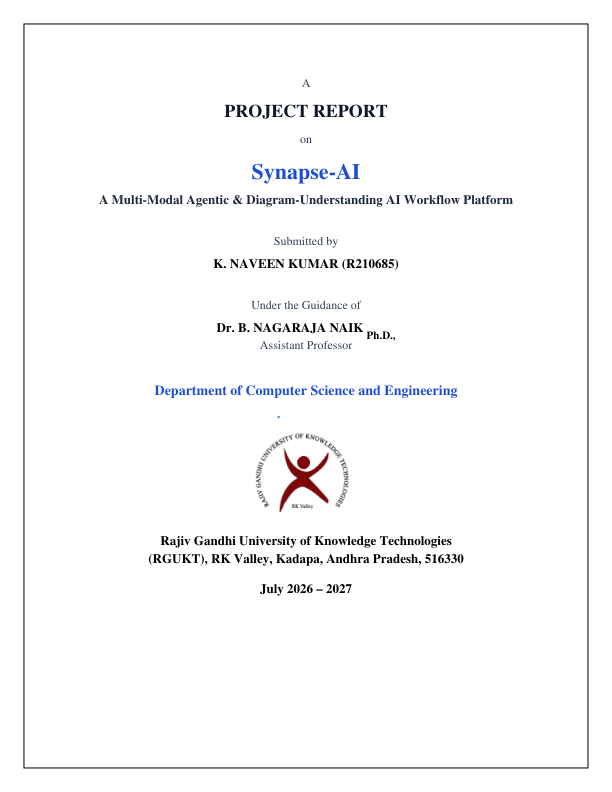 A
PROJECT REPORT
on
Synapse-AI
A Multi-Modal Agentic & Diagram-Understanding AI Workflow Platform
Submitted by
K. NAVEEN KUMAR (R210685)
Under the Guidance of
Dr. B. NAGARAJA NAIK Ph.D.,
Assistant Professor
Department of Computer Science and Engineering
RAJIV GANDHI UNIVERSITY OF KNOWLEDGE TECHNOLOGIES
RK Valley
Rajiv Gandhi University of Knowledge Technologies
(RGUKT), RK Valley, Kadapa, Andhra Pradesh, 516330
July 2026 – 2027